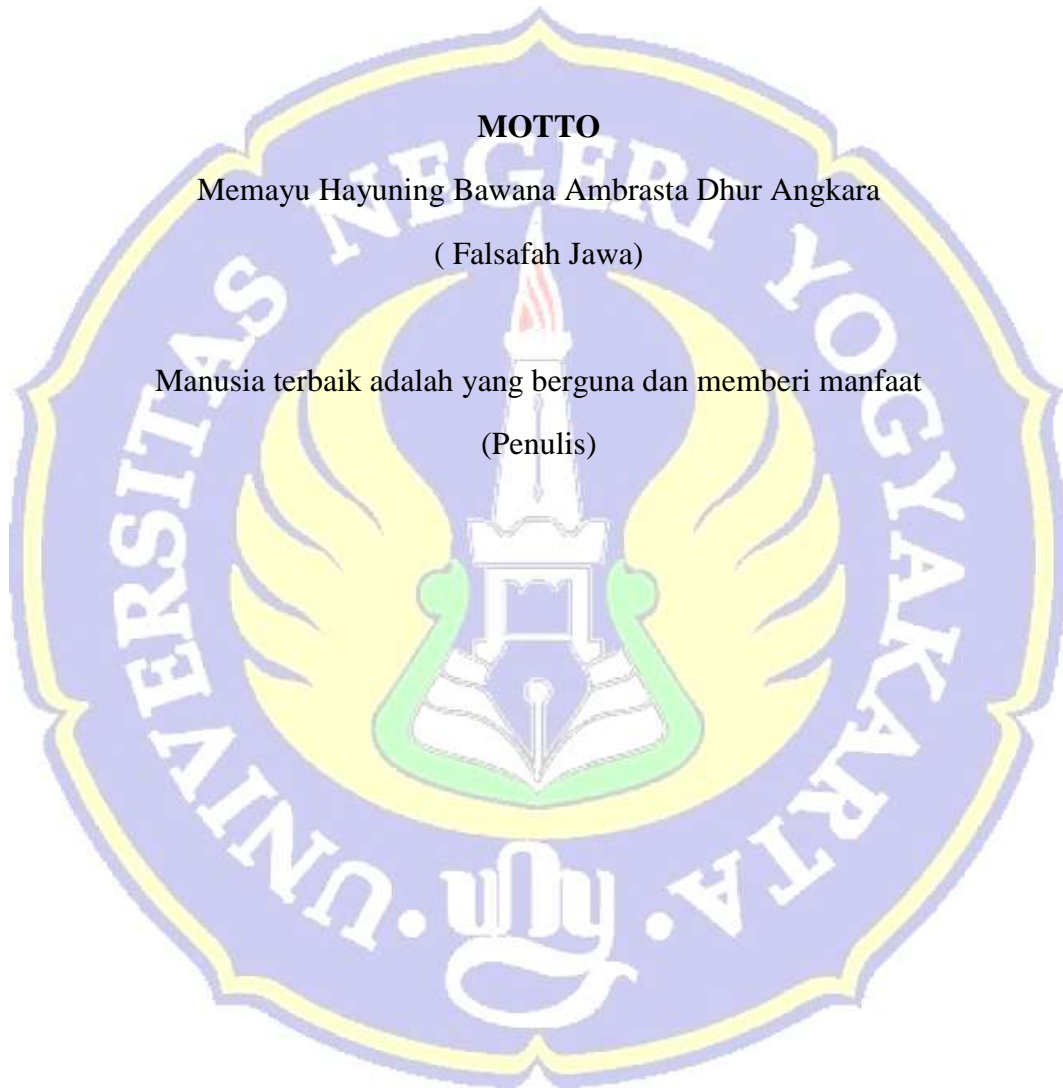 MOTTO
Memayu Hayuning Bawana Ambrasta Dhur Angkara
( Falsafah Jawa)
Manusia terbaik adalah yang berguna dan memberi manfaat
(Penulis)
UNIVERSITAS NEGERI YOGYAKARTA
uny